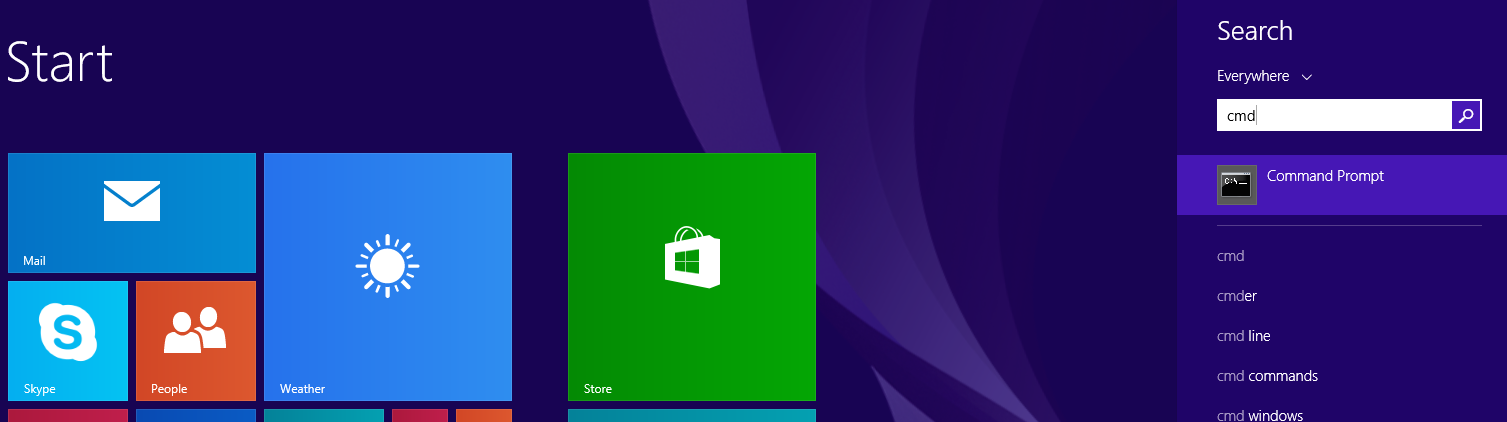 Start
Search
Everywhere
cmd
Command Prompt
Mail
Skype
People
Weather
Store
cmd
cmder
cmd line
cmd commands
cmd windows